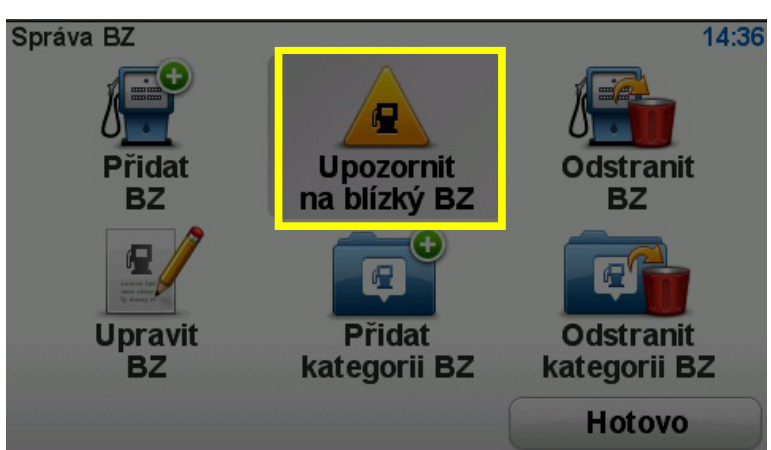 Správa BZ
14:36
Přidat
BZ
Upozornit
na blízký BZ
Odstranit
BZ
Upravit
BZ
Přidat
kategorii BZ
Odstranit
kategorii BZ
Hotovo